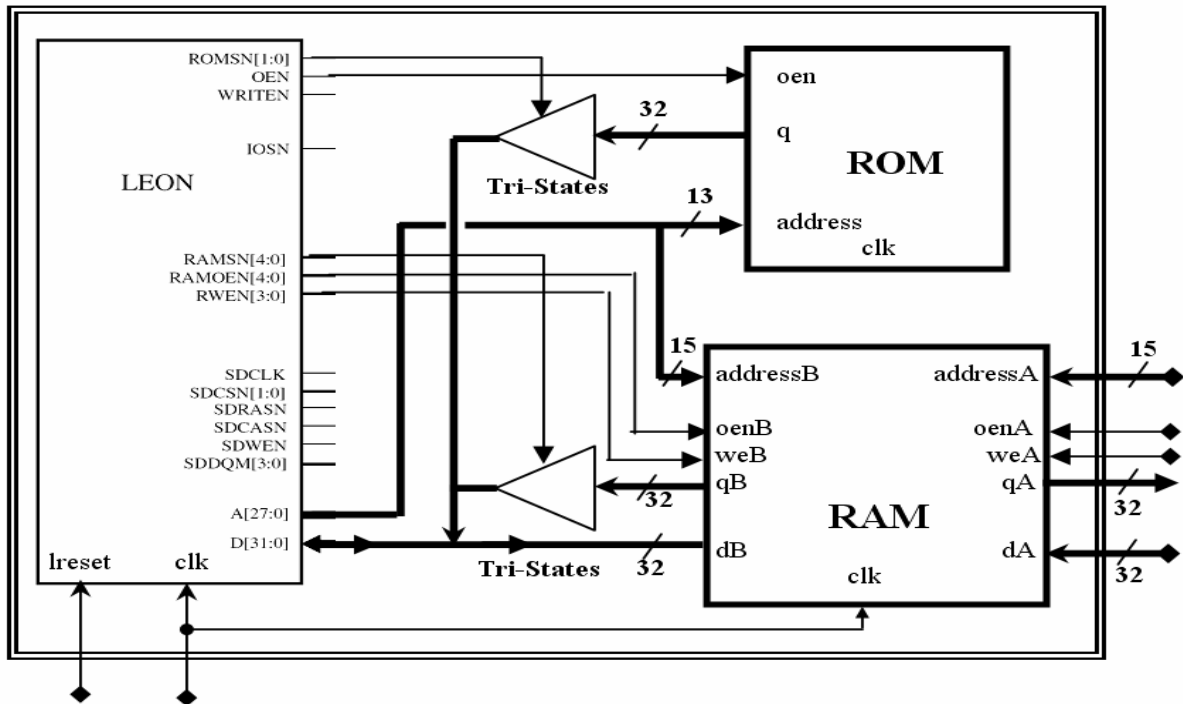 ROMSN[1:0]
OEN
WRITEN
IOSN
LEON
RAMSN[4:0]
RAMOEN[4:0]
RWEN[3:0]
SDCLK
SDCSN[1:0]
SDRASN
SDCASN
SDWEN
SDDQM[3:0]
A[27:0]
D[31:0]
lreset
clk
32
Tri-States
13
oen
q
ROM
address
clk
15
addressB
addressA
15
oenB
oenA
weB
weA
qB
qA
32
32
RAM
dB
dA
32
32
Tri-States
clk